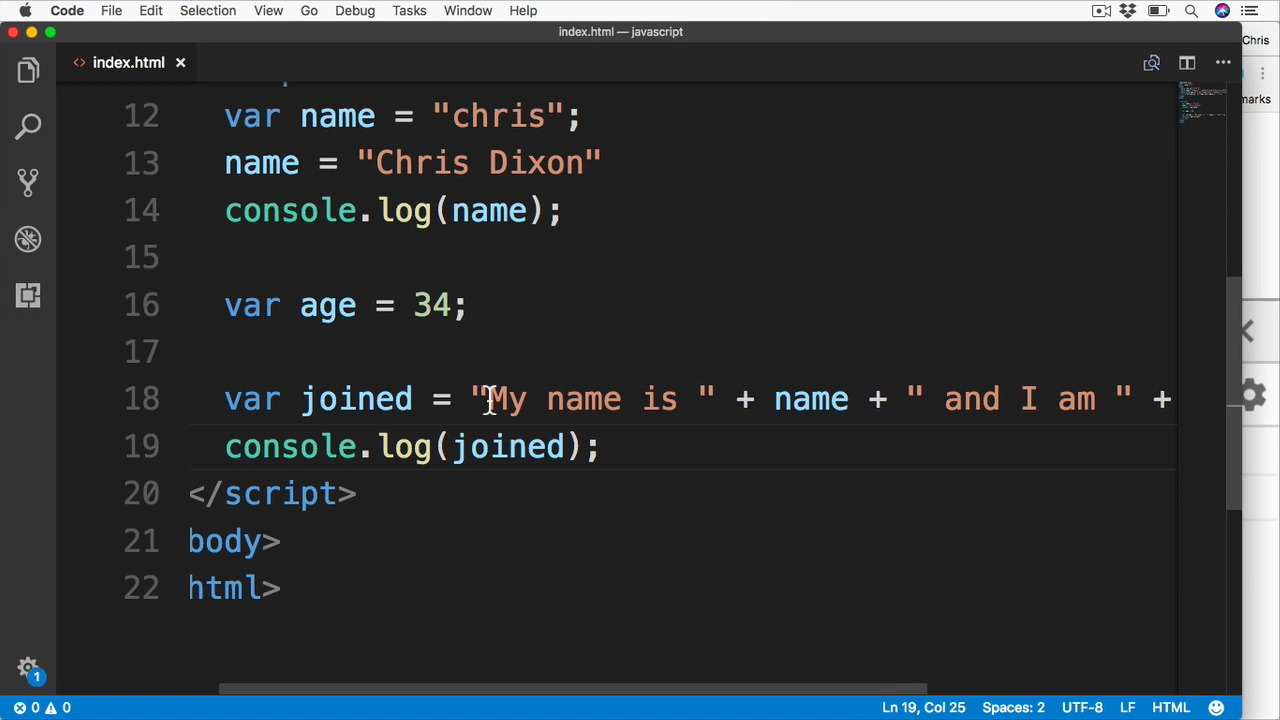 Code File Edit Selection View Go Debug Tasks Window Help
index.html — javascript
Chris
<> index.html ×
marks
12 var name = "chris";
13 name = "Chris Dixon"
14 console.log(name);
15
16 var age = 34;
17
18 var joined = "My name is " + name + " and I am " +
19 console.log(joined);
20 </script>
21 body>
22 html>
1
0 0 Ln 19, Col 25 Spaces: 2 UTF-8 LF HTML